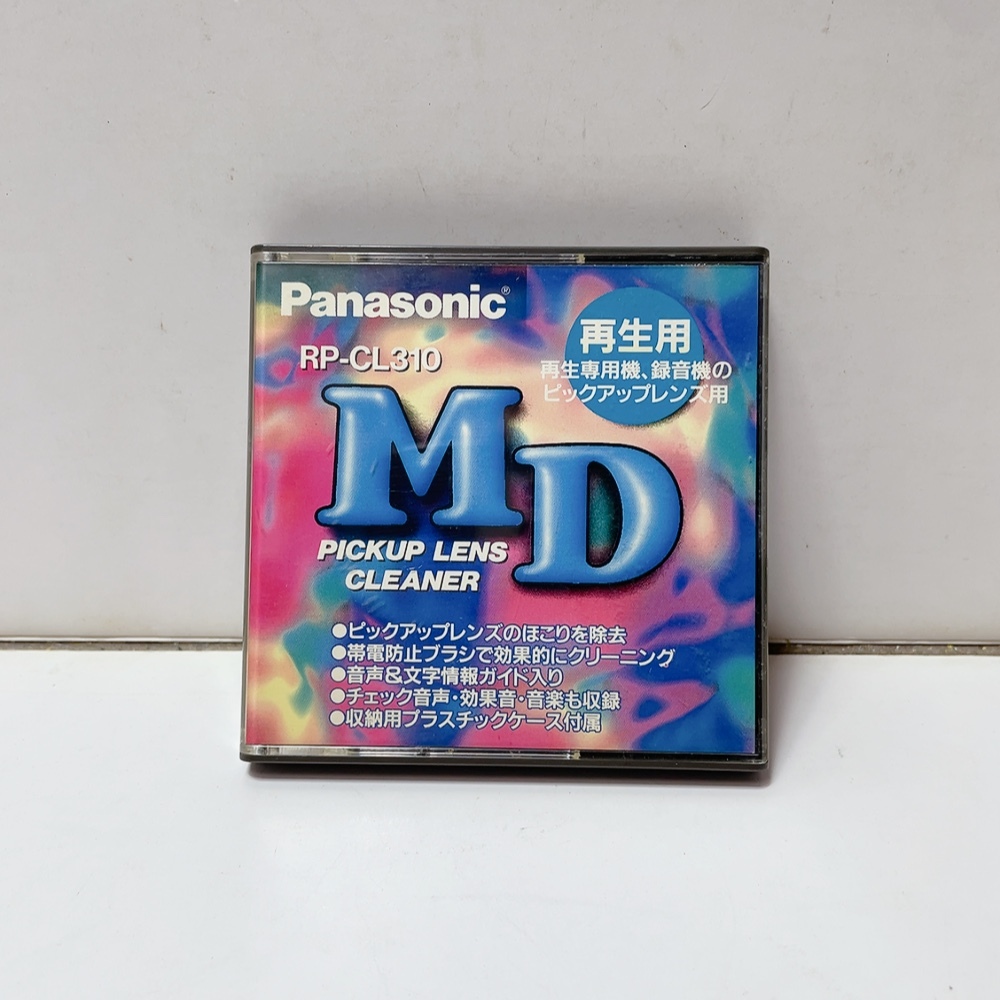 Panasonic®
RP-CL310
再生用
再生専用機、録音機の
ピックアップレンズ用
MD
PICKUP LENS
CLEANER
●ピックアップレンズのほこりを除去
●帯電防止ブラシで効果的にクリーニング
●音声&文字情報ガイド入り
●チェック音声・効果音・音楽も収録
●収納用プラスチックケース付属